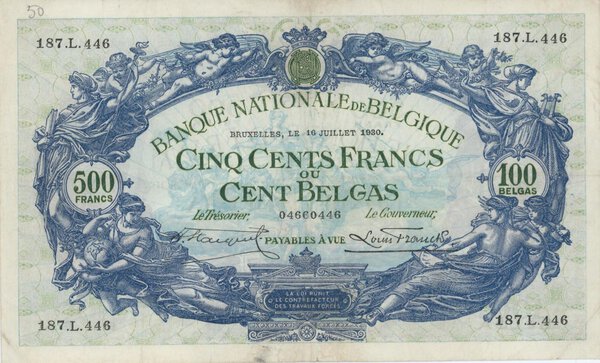 50
187.L.446 187.L.446
BANQUE NATIONALE DE BELGIQUE
BRUXELLES, LE 16 JUILLET 1930.
CINQ CENTS FRANCS
OU
CENT BELGAS
500
FRANCS
100
BELGAS
Le Trésorier, 04660446 Le Gouverneur,
PAYABLES À VUE
Louis Franck
LA LOI PUNIT
LE CONTREFACTEUR
DES TRAVAUX FORCÉS
187.L.446 187.L.446